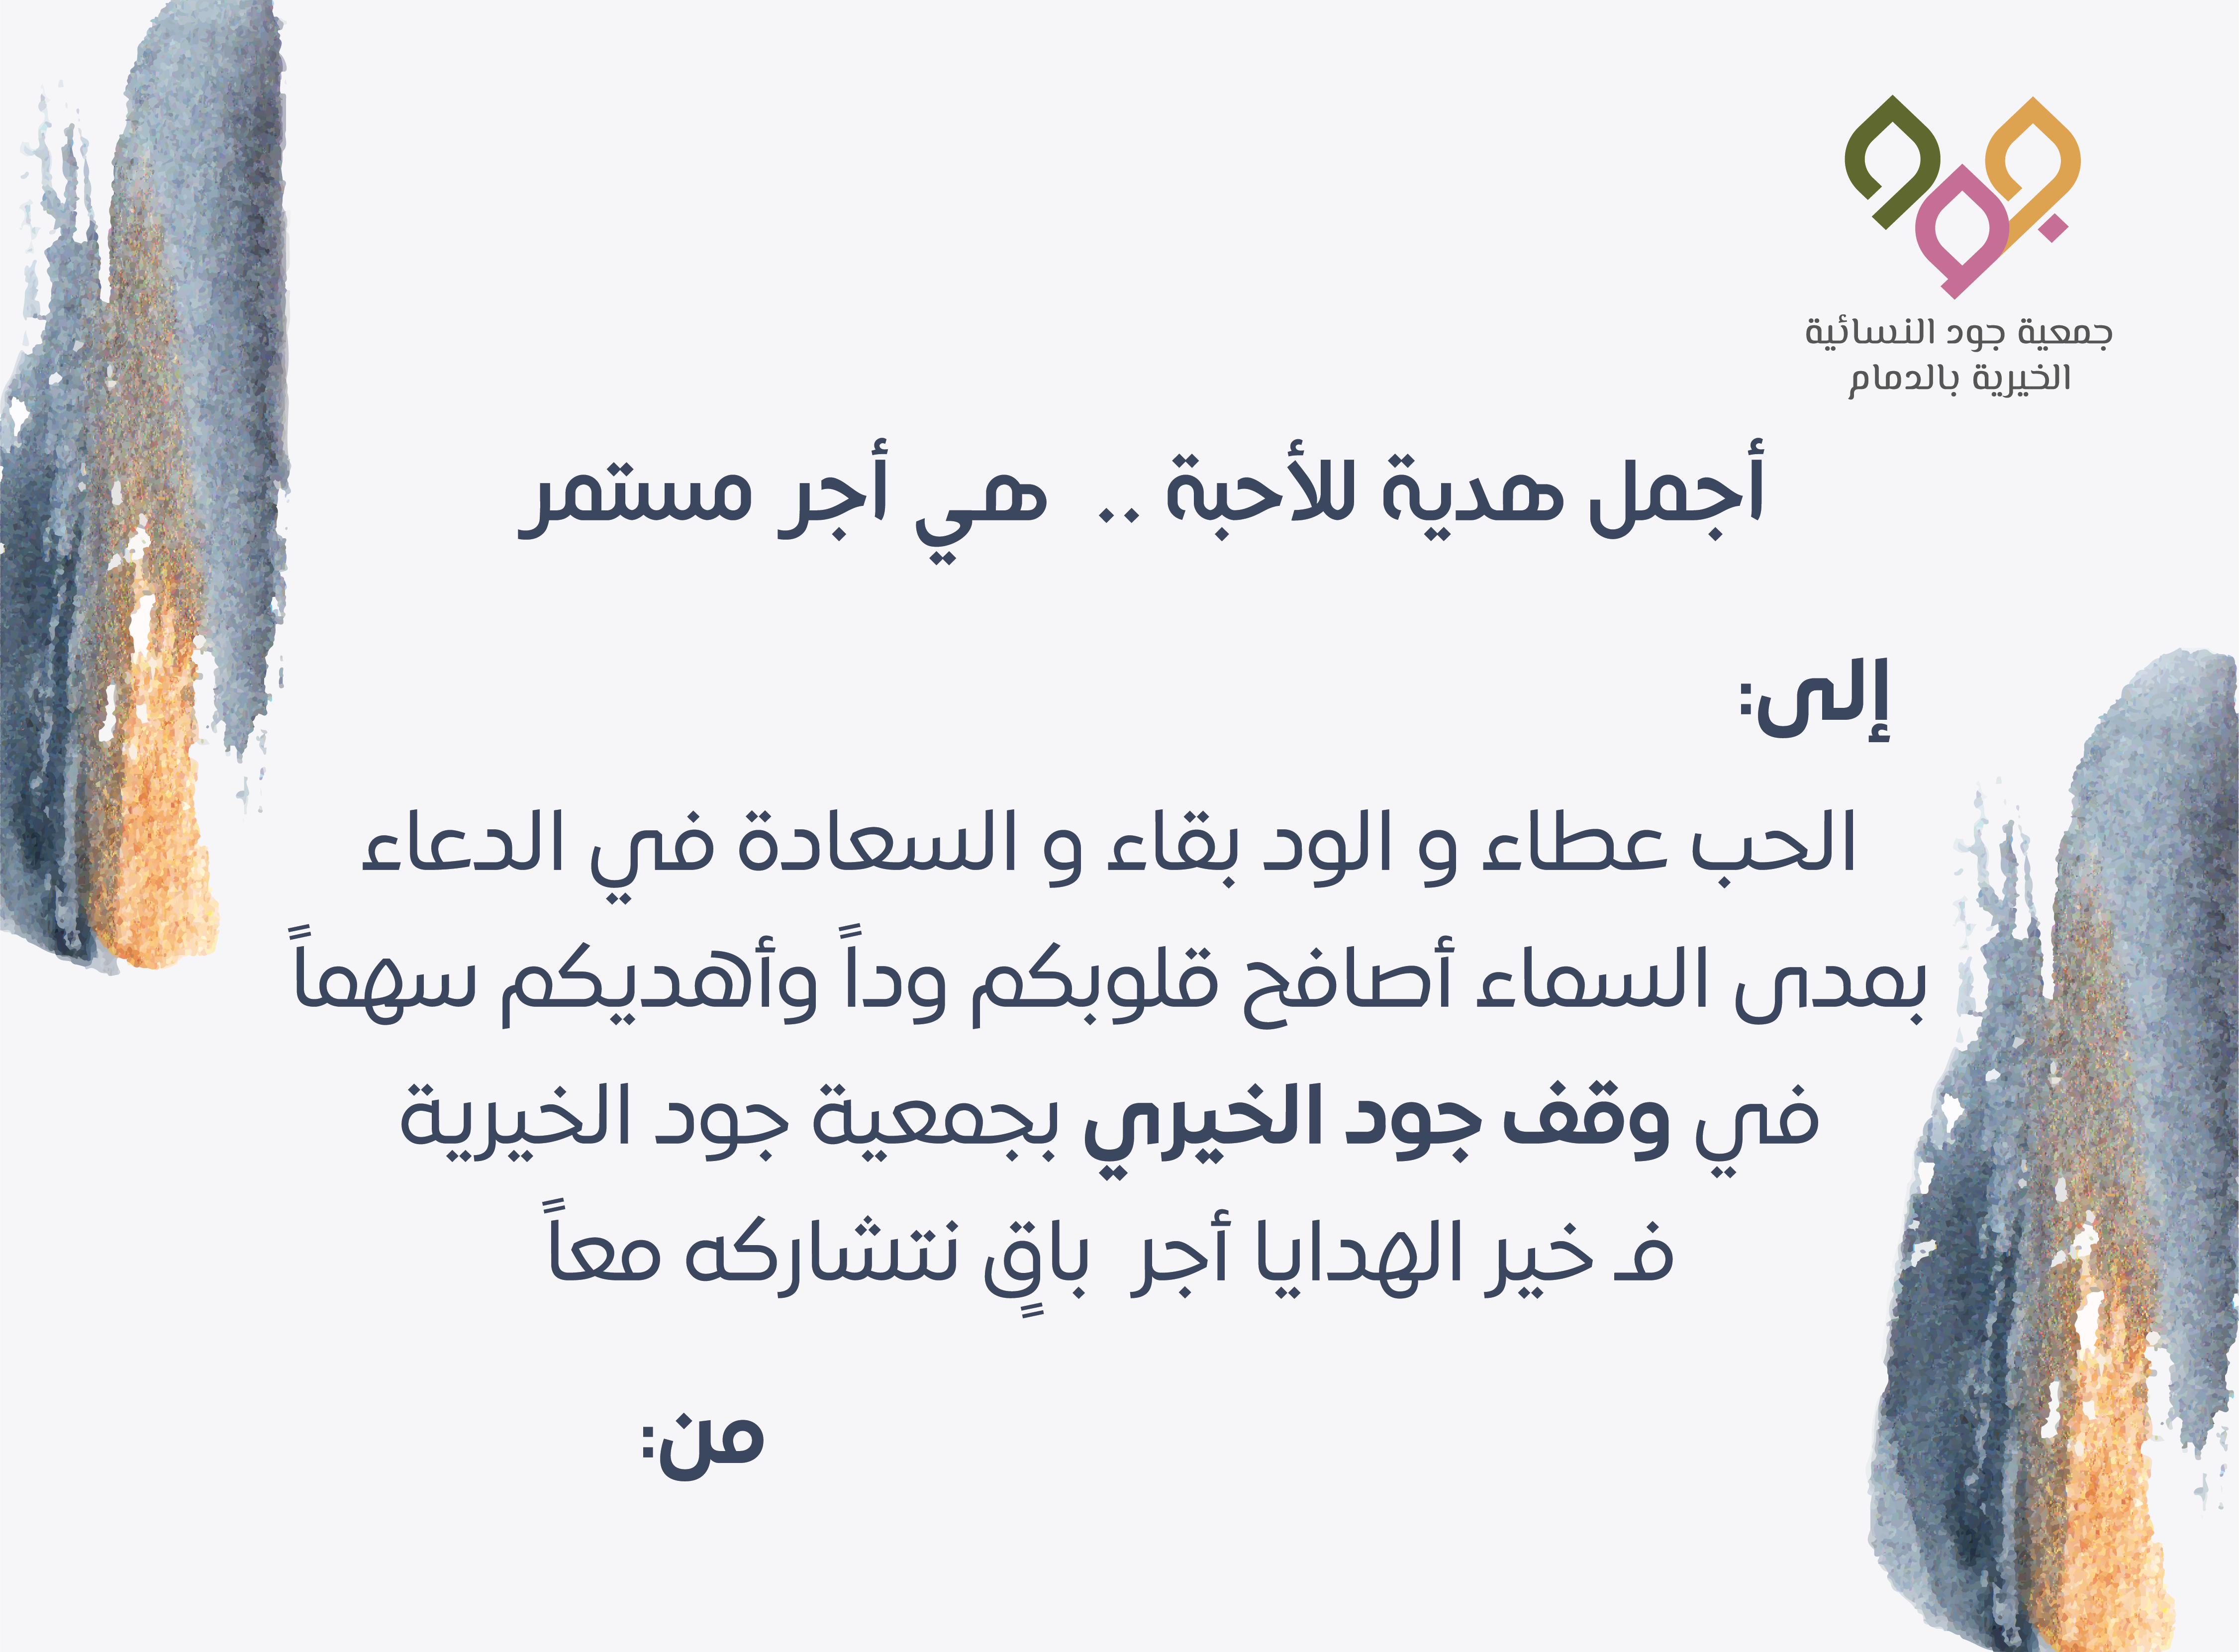 جمعية جود النسائية
الخيرية بالدمام
أجمل هدية للأحبة .. هي أجر مستمر
إلى:
الحب عطاء و الود بقاء و السعادة في الدعاء
بمدى السماء أصافح قلوبكم وداً وأهديكم سهماً
في وقف جود الخيري بجمعية جود الخيرية
فـ خير الهدايا أجر باقٍ نتشاركه معاً
من: